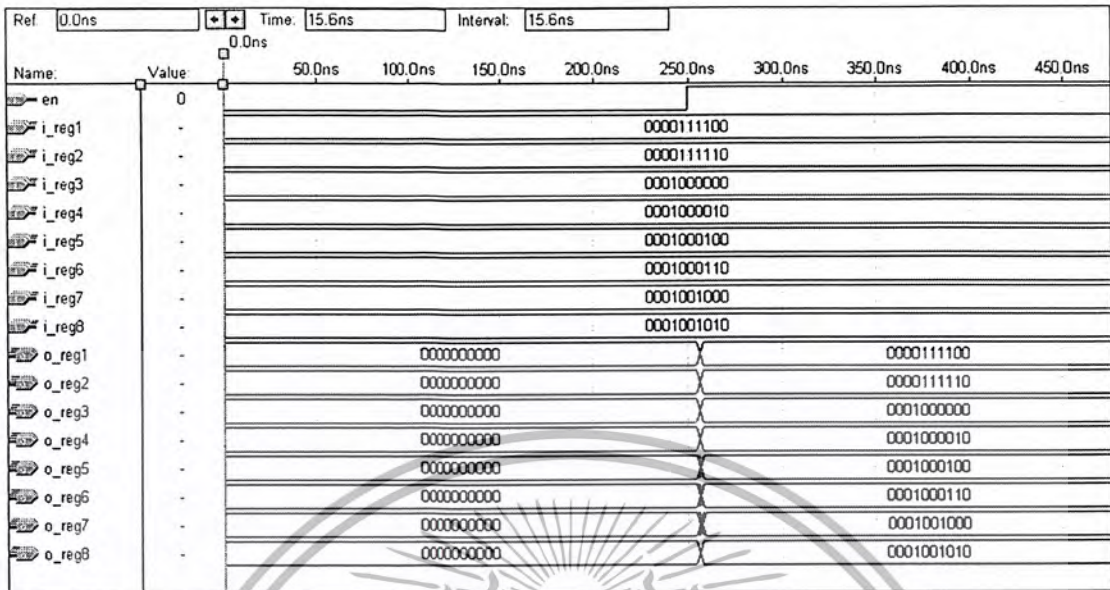 Ref: 0.0ns Time: 15.6ns Interval: 15.6ns
0.0ns
Name: Value: 50.0ns 100.0ns 150.0ns 200.0ns 250.0ns 300.0ns 350.0ns 400.0ns 450.0ns
en 0
i_reg1 - 0000111100
i_reg2 - 0000111110
i_reg3 - 0001000000
i_reg4 - 0001000010
i_reg5 - 0001000100
i_reg6 - 0001000110
i_reg7 - 0001001000
i_reg8 - 0001001010
o_reg1 - 0000000000 0000111100
o_reg2 - 0000000000 0000111110
o_reg3 - 0000000000 0001000000
o_reg4 - 0000000000 0001000010
o_reg5 - 0000000000 0001000100
o_reg6 - 0000000000 0001000110
o_reg7 - 0000000000 0001001000
o_reg8 - 0000000000 0001001010